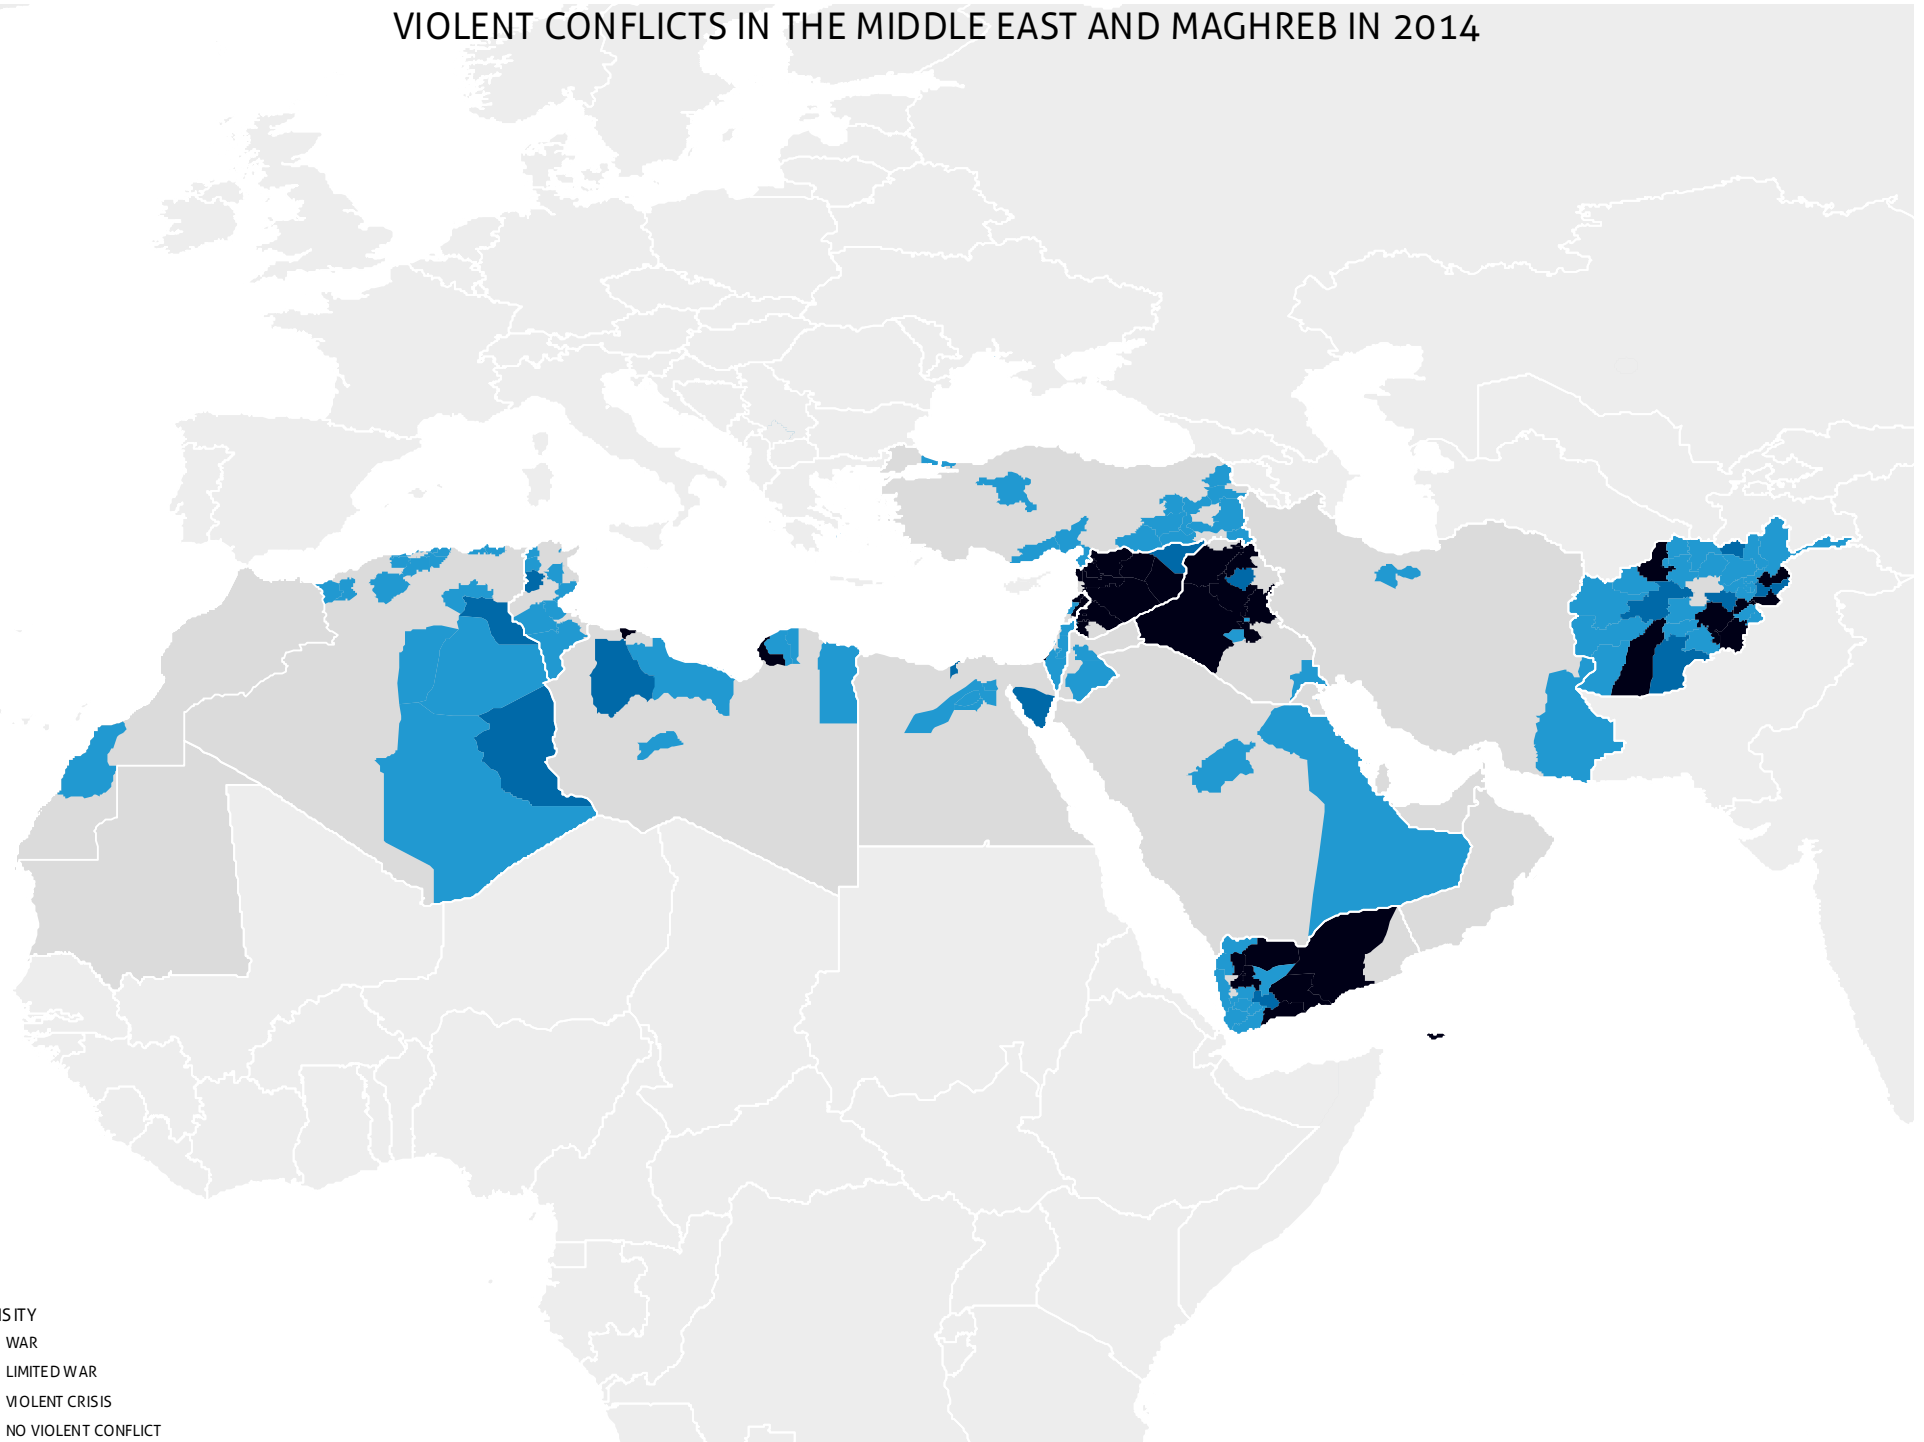 VIOLENT CONFLICTS IN THE MIDDLE EAST AND MAGHREB IN 2014
SITY
WAR
LIMITED WAR
VIOLENT CRISIS
NO VIOLENT CONFLICT